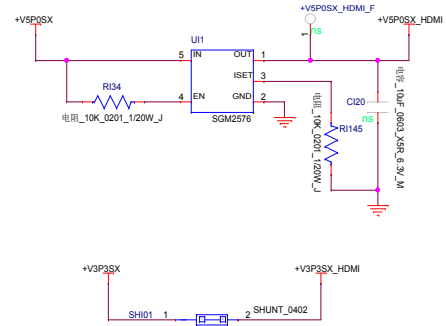 +V5P0SX
+V5P0SX_HDMI_F
+V5P0SX_HDMI
ns
1
UI1
5 IN OUT 1
ISET 3
RI34
4 EN GND 2
电阻_10K_0201_1/20W_J
SGM2576
电阻_10K_0201_1/20W_J
RI145
CI20
ns
电容_10uF_0603_X5R_6.3V_M
+V3P3SX
+V3P3SX_HDMI
SHI01 1 2 SHUNT_0402